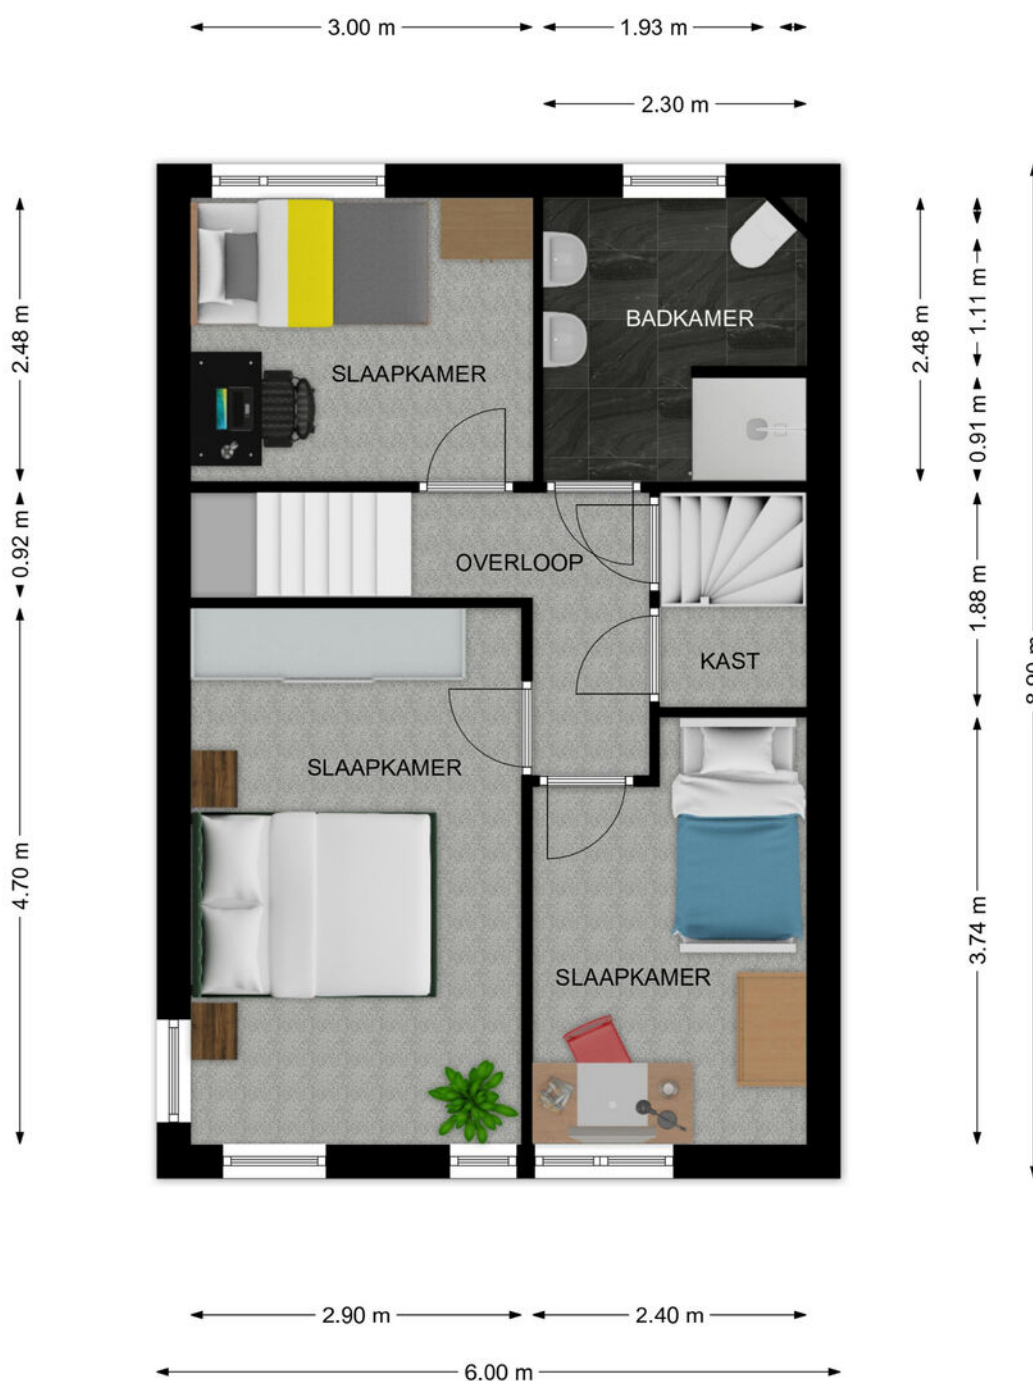 3.00 m
1.93 m
2.30 m
2.48 m
2.48 m
1.11 m
BADKAMER
SLAAPKAMER
0.91 m
0.92 m
OVERLOOP
1.88 m
KAST
SLAAPKAMER
4.70 m
3.74 m
SLAAPKAMER
2.90 m
2.40 m
6.00 m